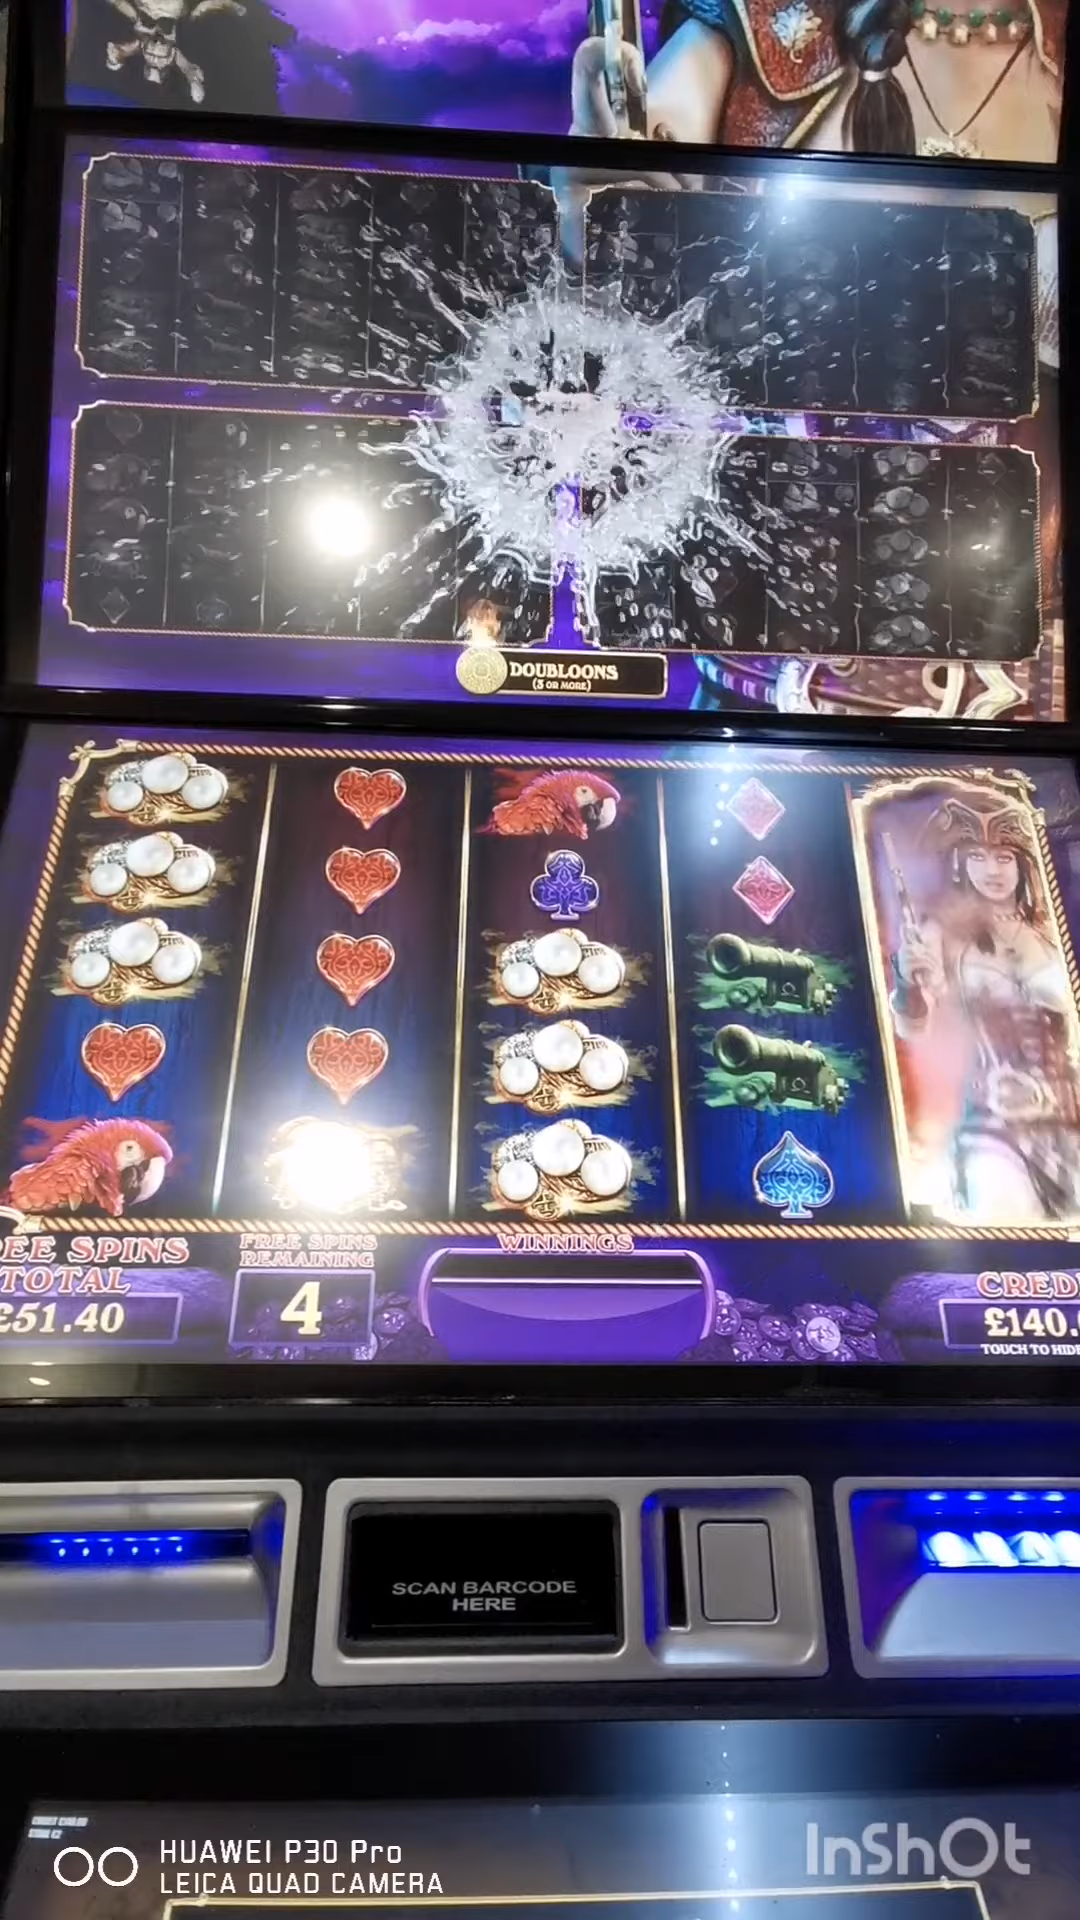 DOUBLOONS
(3 OR MORE)
EE SPINS
TOTAL
£51.40
FREE SPINS
REMAINING
4
WINNINGS
CRED
£140.
TOUCH TO HIDE
SCAN BARCODE
HERE
HUAWEI P30 Pro
LEICA QUAD CAMERA
InShOt